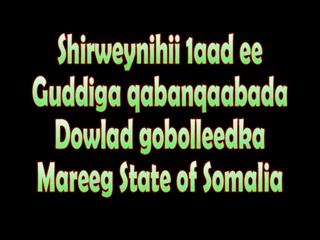 Shirweynihii 1aad ee
Guddiga qabanqaabada
Dowlad gobolleedka
Mareeg State of Somalia